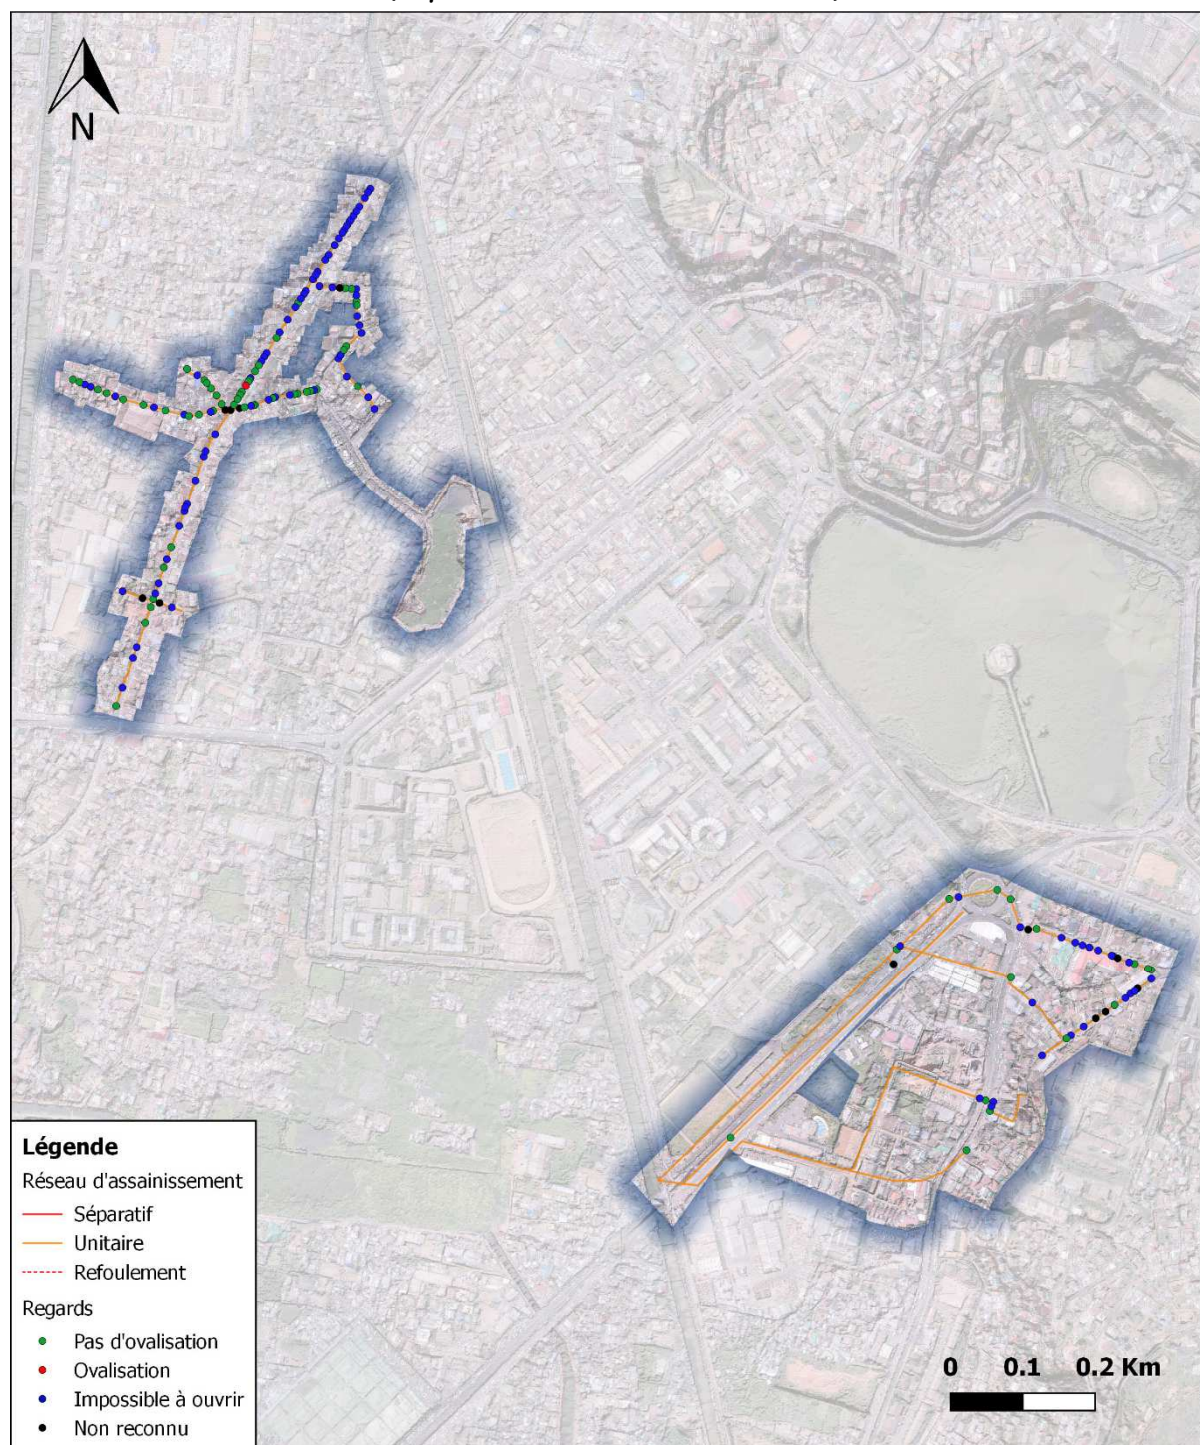 N
Légende
Réseau d'assainissement
Séparatif
Unitaire
Refoulement
Regards
Pas d'ovalisation
Ovalisation
Impossible à ouvrir
Non reconnu
0 0.1 0.2 Km